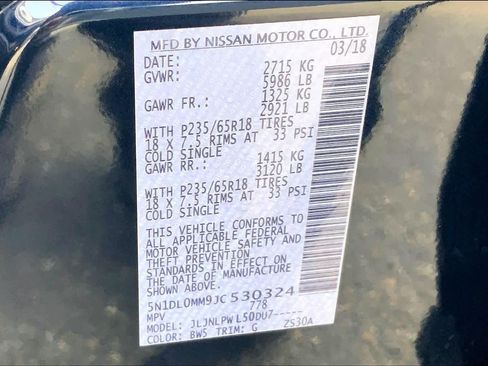 MFD BY NISSAN MOTOR CO., LTD.
DATE: 03/18
GVWR: 2715 KG
5986 LB
GAWR FR.: 1325 KG
2921 LB
WITH P235/65R18 TIRES
18 X 7.5 RIMS AT 33 PSI
COLD SINGLE
GAWR RR.: 1415 KG
3120 LB
WITH P235/65R18 TIRES
18 X 7.5 RIMS AT 33 PSI
COLD SINGLE
THIS VEHICLE CONFORMS TO
ALL APPLICABLE FEDERAL
MOTOR VEHICLE SAFETY AND
THEFT PREVENTION
STANDARDS IN EFFECT ON
THE DATE OF MANUFACTURE
SHOWN ABOVE.
5N1DL0MM9JC530324
MPV 778
MODEL: JLJNLPWL50DU7-----
COLOR: BW5 TRIM: G ZS30A